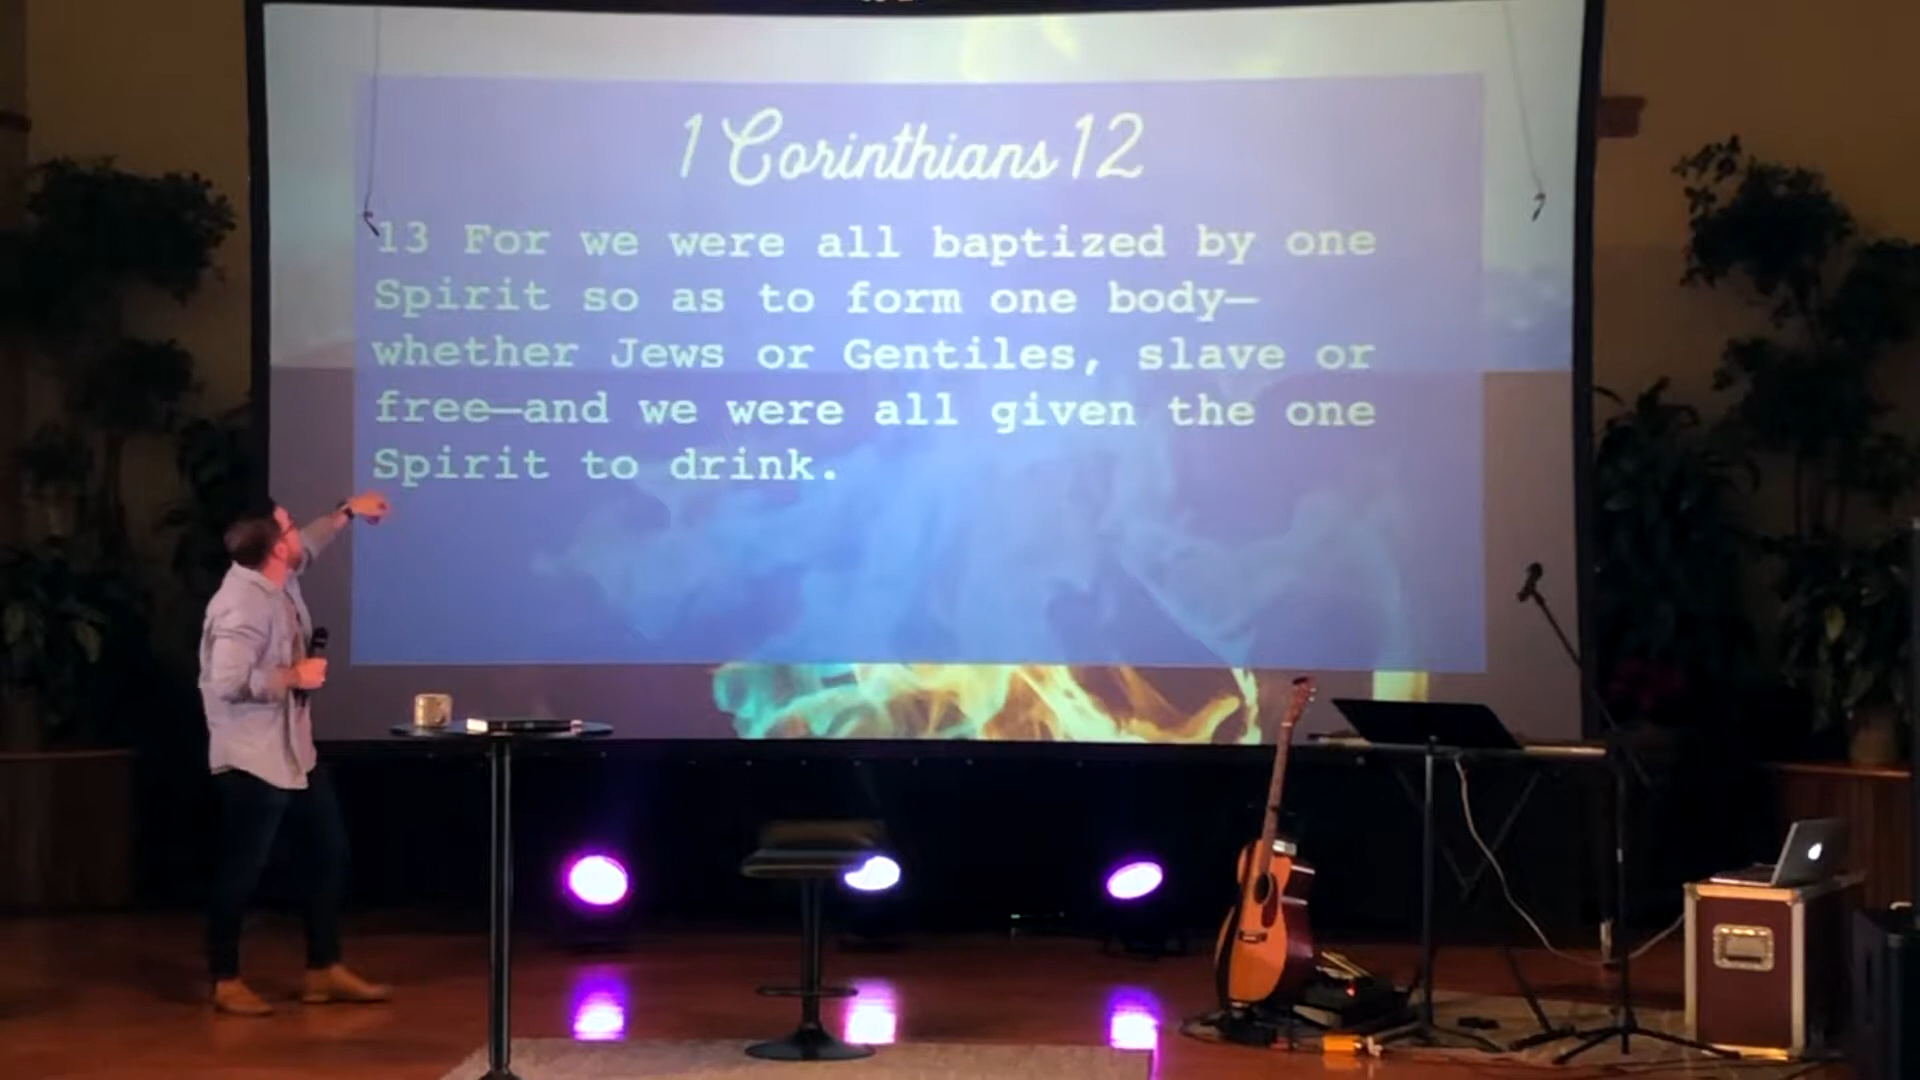 1 Corinthians 12
13 For we were all baptized by one
Spirit so as to form one body—
whether Jews or Gentiles, slave or
free—and we were all given the one
Spirit to drink.